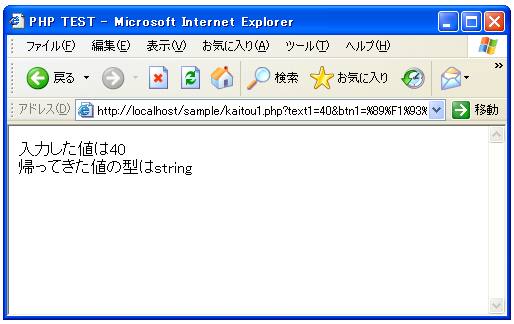 PHP TEST - Microsoft Internet Explorer
ファイル(F) 編集(E) 表示(V) お気に入り(A) ツール(T) ヘルプ(H)
戻る 検索 お気に入り »
アドレス(D) http://localhost/sample/kaitou1.php?text1=40&btn1=%89%F1%93% 移動
入力した値は40
帰ってきた値の型はstring